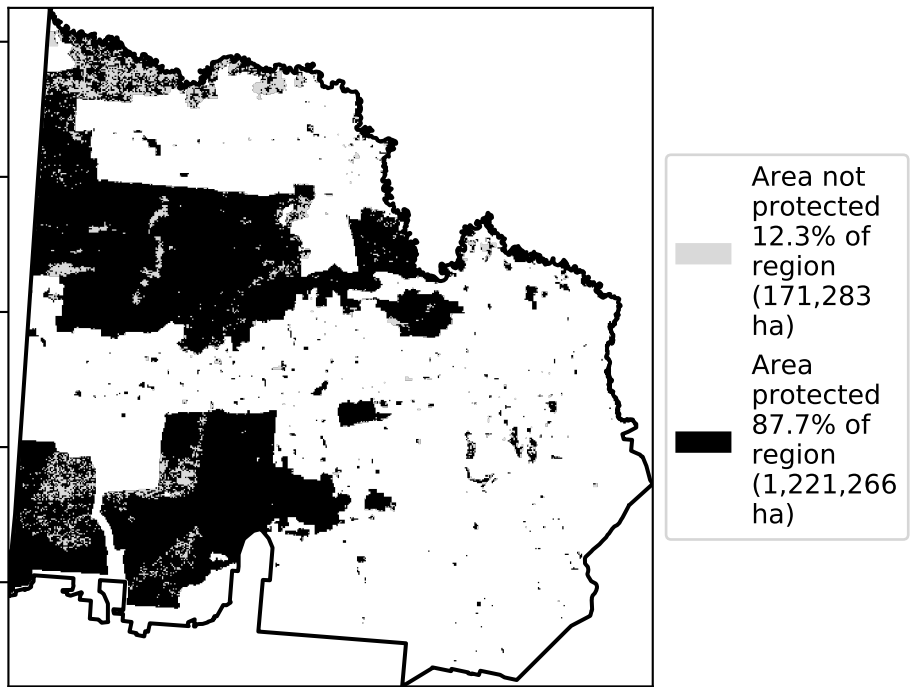 Area not
protected
12.3% of
region
(171,283
ha)
Area
protected
87.7% of
region
(1,221,266
ha)